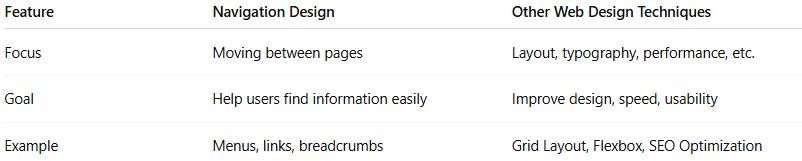 Feature Navigation Design Other Web Design Techniques
Focus Moving between pages Layout, typography, performance, etc.
Goal Help users find information easily Improve design, speed, usability
Example Menus, links, breadcrumbs Grid Layout, Flexbox, SEO Optimization